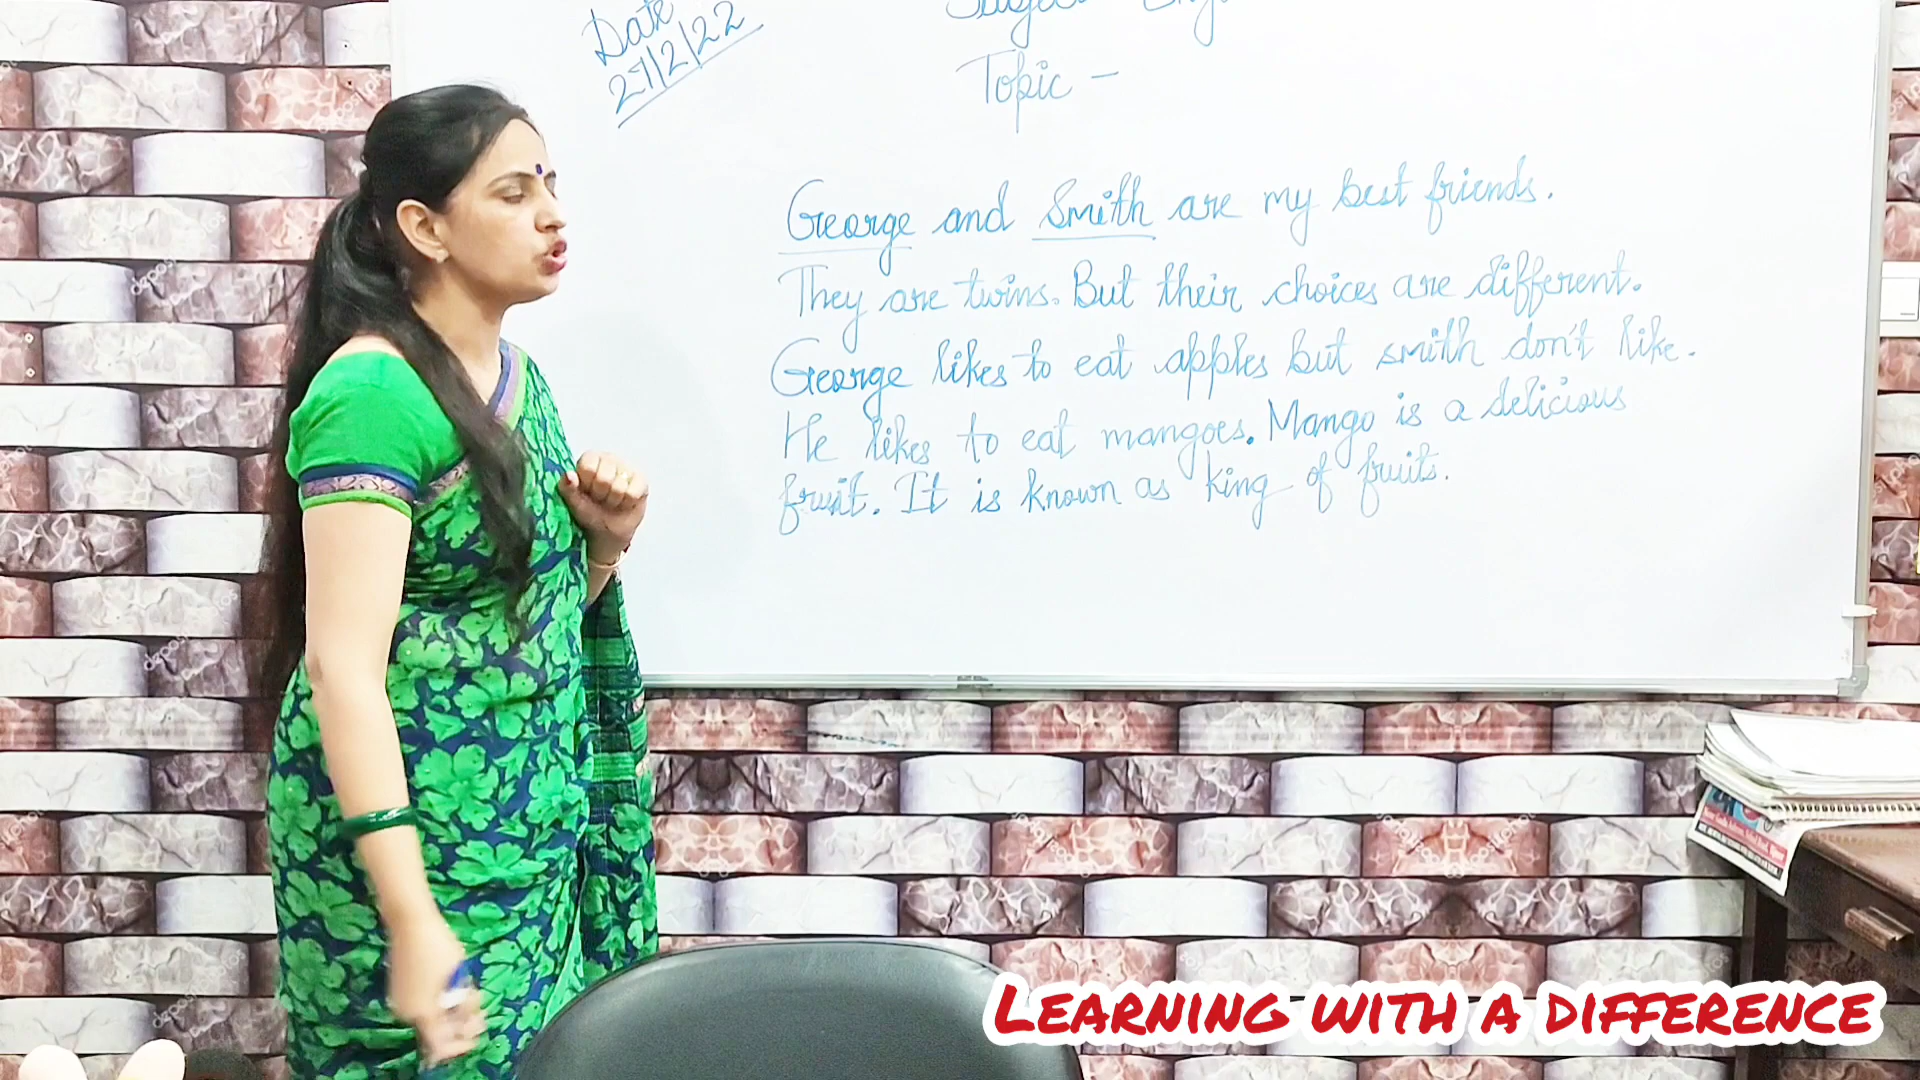 Date
27/2/22
Subject
Topic -
George and Smith are my best friends.
They are twins. But their choices are different.
George likes to eat apples but smith don't like.
He likes to eat mangoes. Mango is a delicious
fruit. It is known as king of fruits.
LEARNING WITH A DIFFERENCE